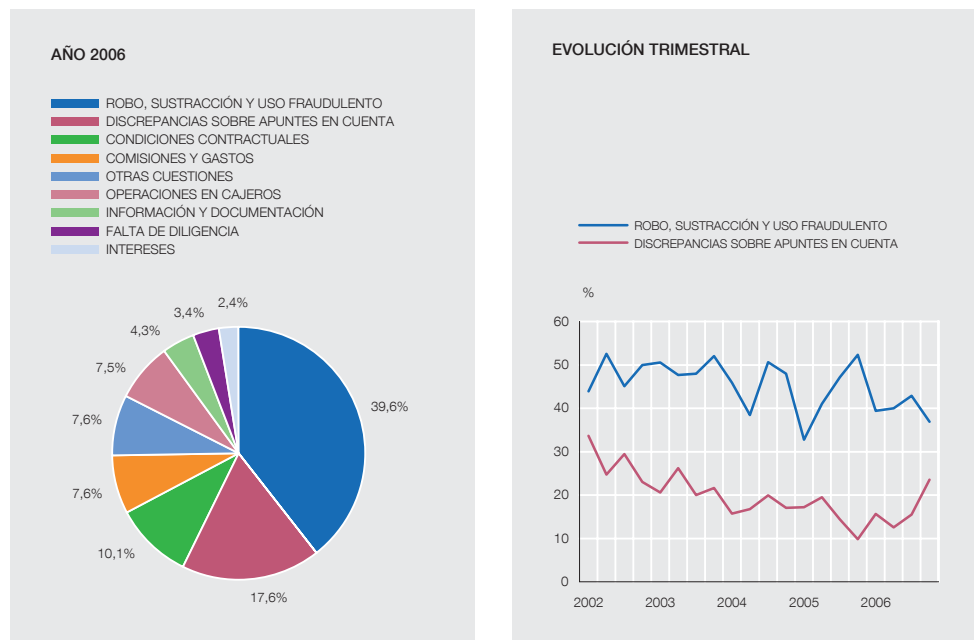 AÑO 2006
ROBO, SUSTRACCIÓN Y USO FRAUDULENTO
DISCREPANCIAS SOBRE APUNTES EN CUENTA
CONDICIONES CONTRACTUALES
COMISIONES Y GASTOS
OTRAS CUESTIONES
OPERACIONES EN CAJEROS
INFORMACIÓN Y DOCUMENTACIÓN
FALTA DE DILIGENCIA
INTERESES
2,4%
3,4%
4,3%
7,5%
39,6%
7,6%
7,6%
10,1%
17,6%
EVOLUCIÓN TRIMESTRAL
ROBO, SUSTRACCIÓN Y USO FRAUDULENTO
DISCREPANCIAS SOBRE APUNTES EN CUENTA
%
60
50
40
30
20
10
0
2002 2003 2004 2005 2006